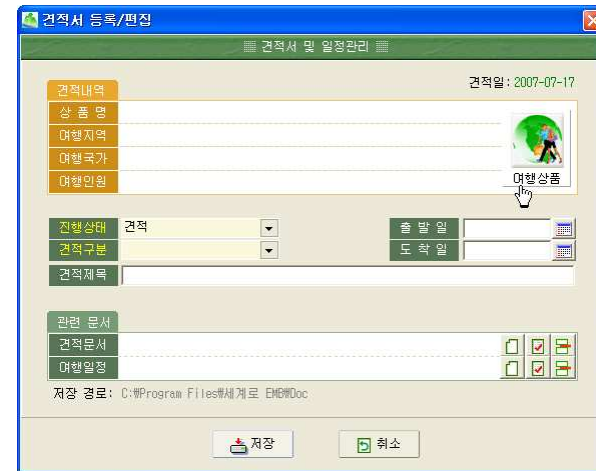 견적서 등록/편집
▒ 견적서 및 일정관리 ▒
견적일: 2007-07-17
견적내역
상 품 명
여행지역
여행국가
여행인원
여행상품
진행상태 견적 출 발 일
견적구분 도 착 일
견적제목
관련 문서
견적문서
여행일정
저장 경로: C:₩Program Files₩세계로 EMB₩Doc
저장 취소